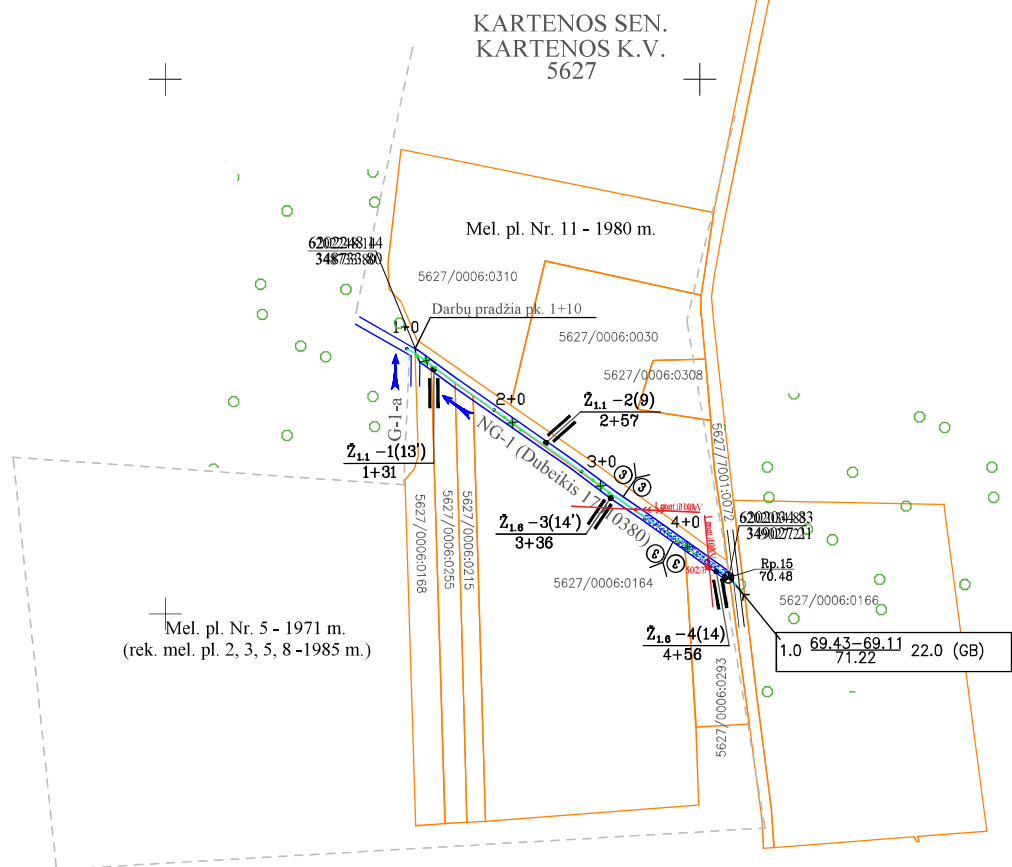 KARTENOS SEN.
KARTENOS K.V.
5627
Mel. pl. Nr. 11 - 1980 m.
5627/0006:0310
Darbų pradžia pk. 1+10
1+0
5627/0006:0030
5627/0006:0308
Ž1.1 -2(9)
2+57
2+0
G-1-a
NG-1 (Dubeikis 17010380)
Ž1.1 -1(13')
1+31
3+0
5627/7001:0072
Ž1.6 -3(14')
3+36
4+0
Rp.15
70.48
5627/0006:0168
5627/0006:0255
5627/0006:0215
5627/0006:0164
5627/0006:0166
Mel. pl. Nr. 5 - 1971 m.
(rek. mel. pl. 2, 3, 5, 8 -1985 m.)
Ž1.6 -4(14)
4+56
1.0 69.43-69.11 22.0 (GB)
71.22
5627/0006:0293